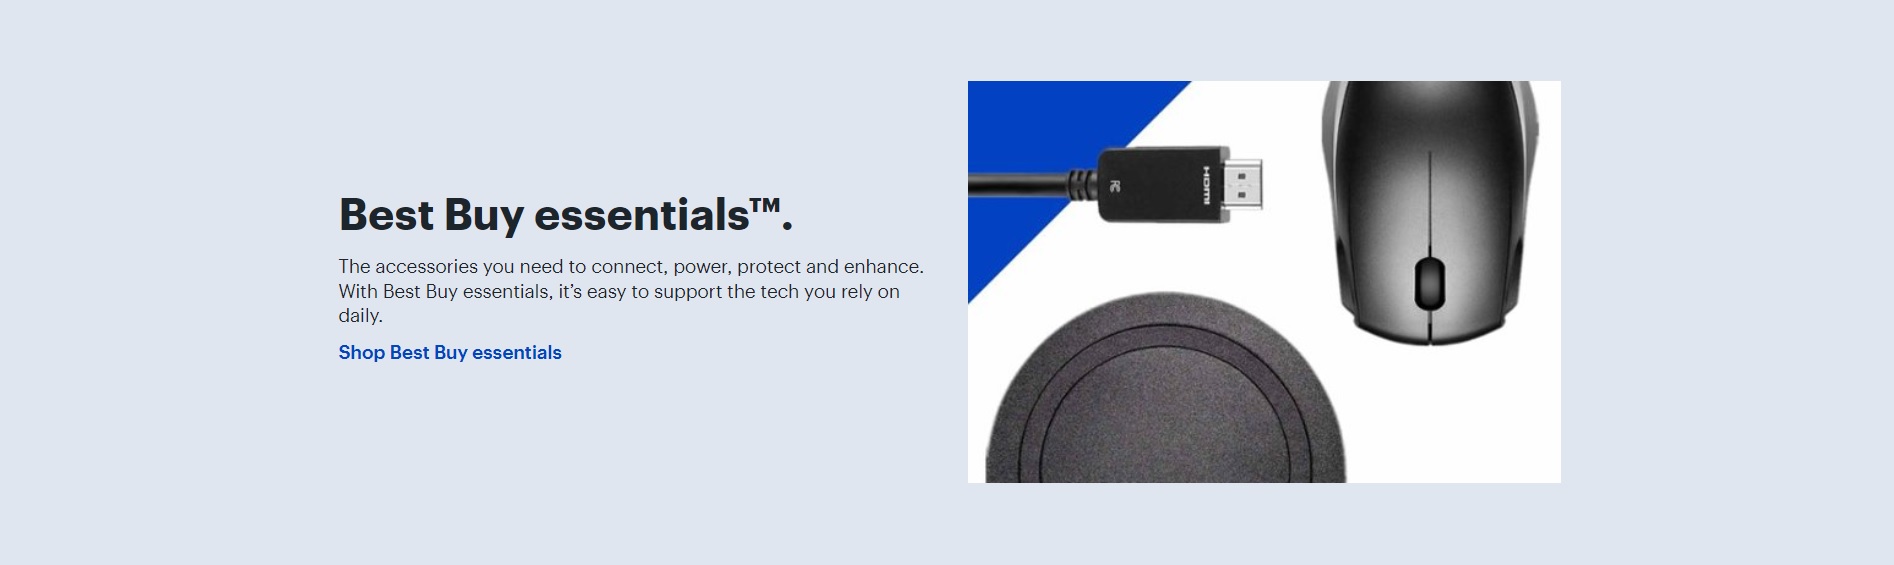 Best Buy essentials™.
The accessories you need to connect, power, protect and enhance.
With Best Buy essentials, it’s easy to support the tech you rely on
daily.
Shop Best Buy essentials
HDMI